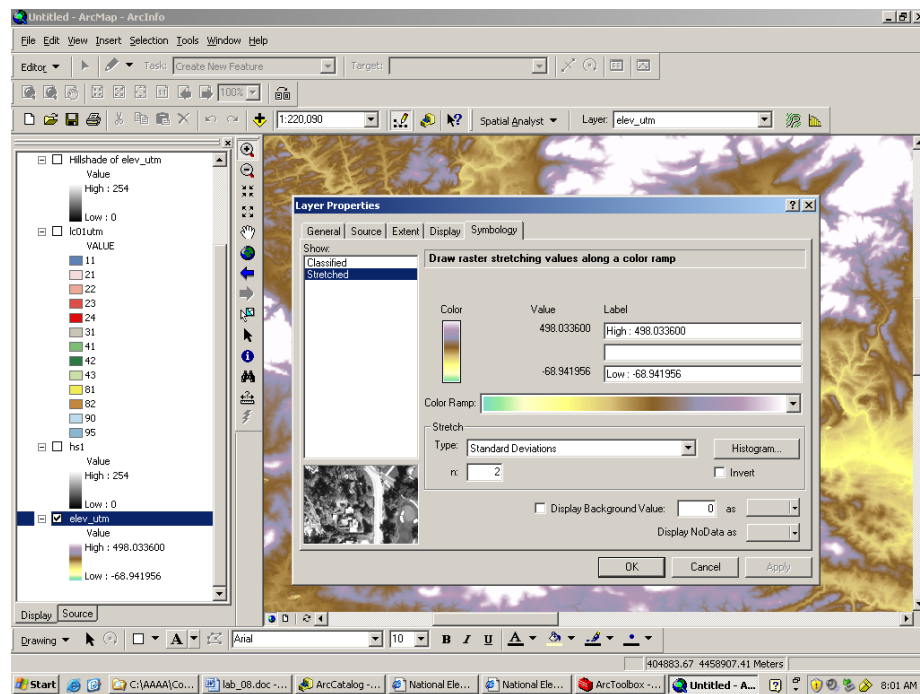 Untitled - ArcMap - ArcInfo
File Edit View Insert Selection Tools Window Help
Editor Task: Create New Feature Target:
100%
1:220,090 Spatial Analyst Layer: elev_utm
Hillshade of elev_utm
Value
High : 254
Low : 0
lc01utm
VALUE
11
21
22
23
24
31
41
42
43
81
82
90
95
hs1
Value
High : 254
Low : 0
elev_utm
Value
High : 498.033600
Low : -68.941956
Display Source
Layer Properties
General Source Extent Display Symbology
Show:
Classified
Stretched
Draw raster stretching values along a color ramp
Color Value Label
498.033600 High : 498.033600
-68.941956 Low : -68.941956
Color Ramp:
Stretch
Type: Standard Deviations Histogram...
n: 2 Invert
Display Background Value: 0 as
Display NoData as
OK Cancel Apply
Drawing A Arial 10 B I U A
404883.67 4458907.41 Meters
Start C:\AAAA\Co... lab_08.doc -... ArcCatalog -... National Ele... National Ele... ArcToolbox -... Untitled - A... 8:01 AM